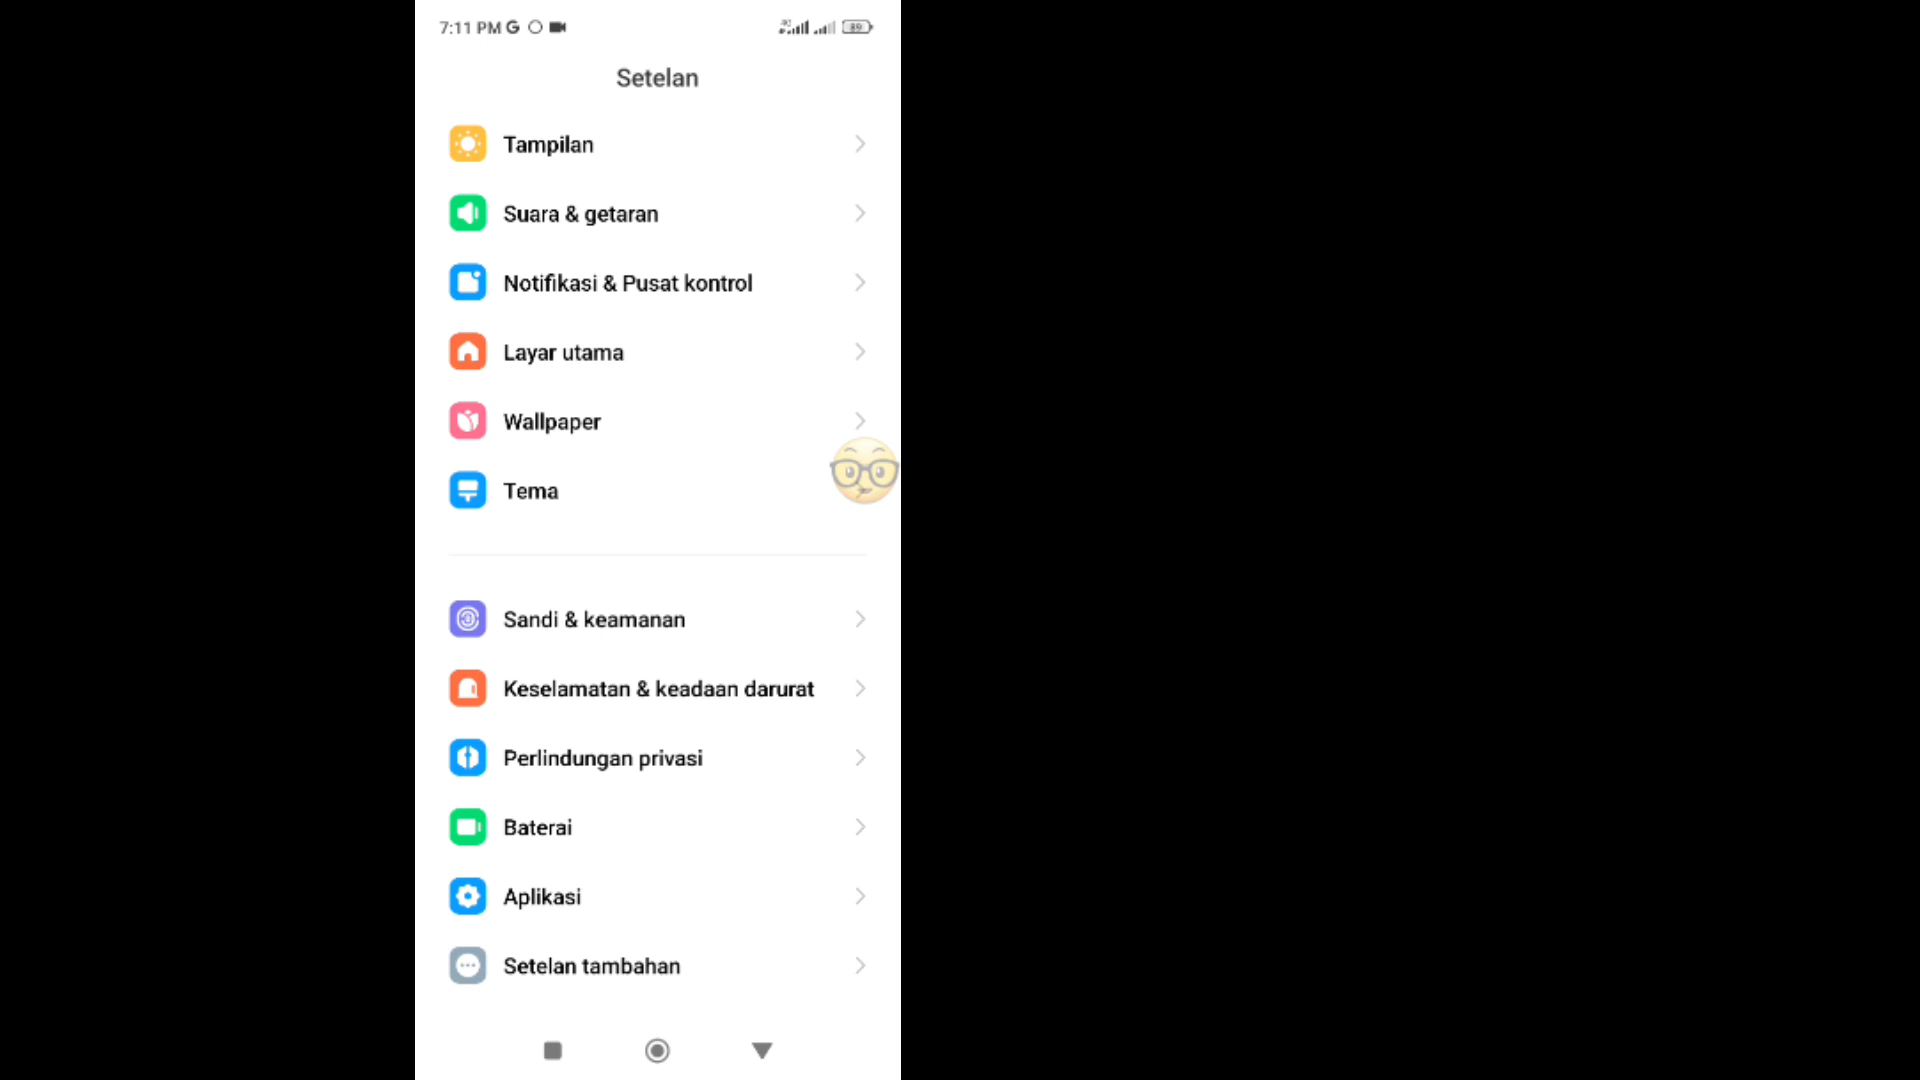 7:11 PM
89
Setelan
Tampilan
Suara & getaran
Notifikasi & Pusat kontrol
Layar utama
Wallpaper
Tema
Sandi & keamanan
Keselamatan & keadaan darurat
Perlindungan privasi
Baterai
Aplikasi
Setelan tambahan